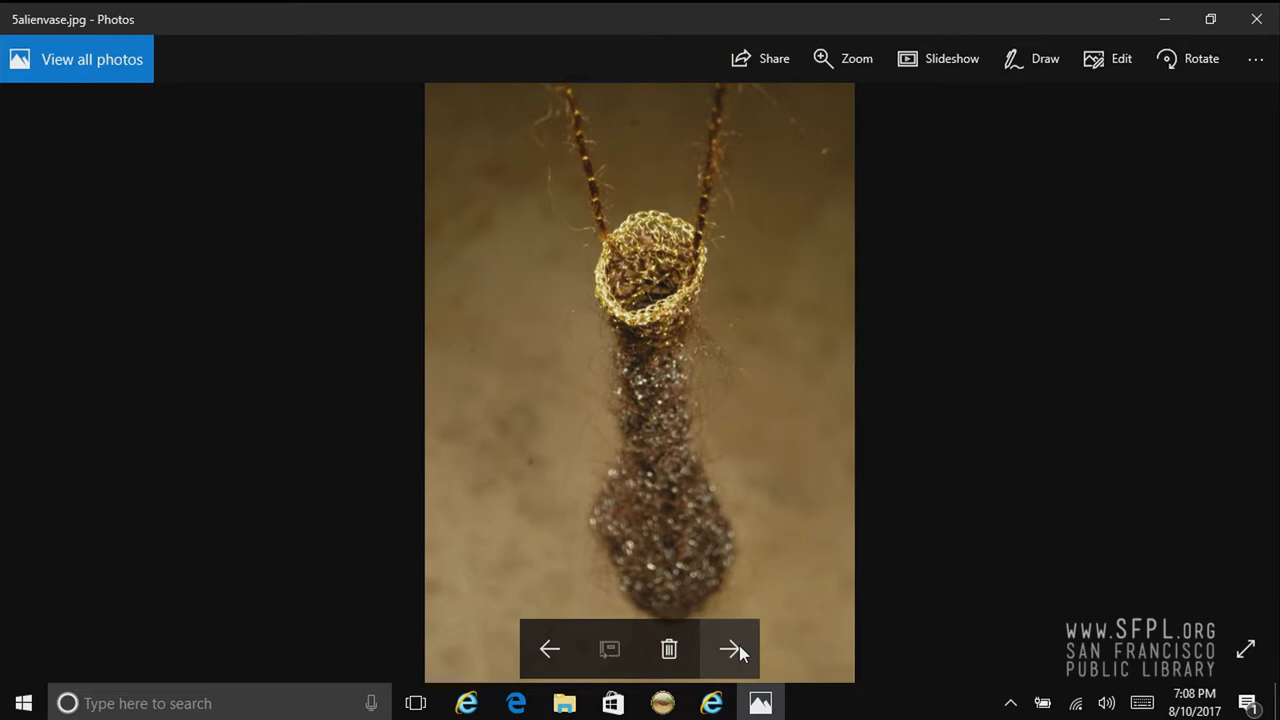 5alienvase.jpg - Photos
View all photos
Share
Zoom
Slideshow
Draw
Edit
Rotate
WWW.SFPL.ORG
SAN FRANCISCO
PUBLIC LIBRARY
Type here to search
7:08 PM
8/10/2017
1